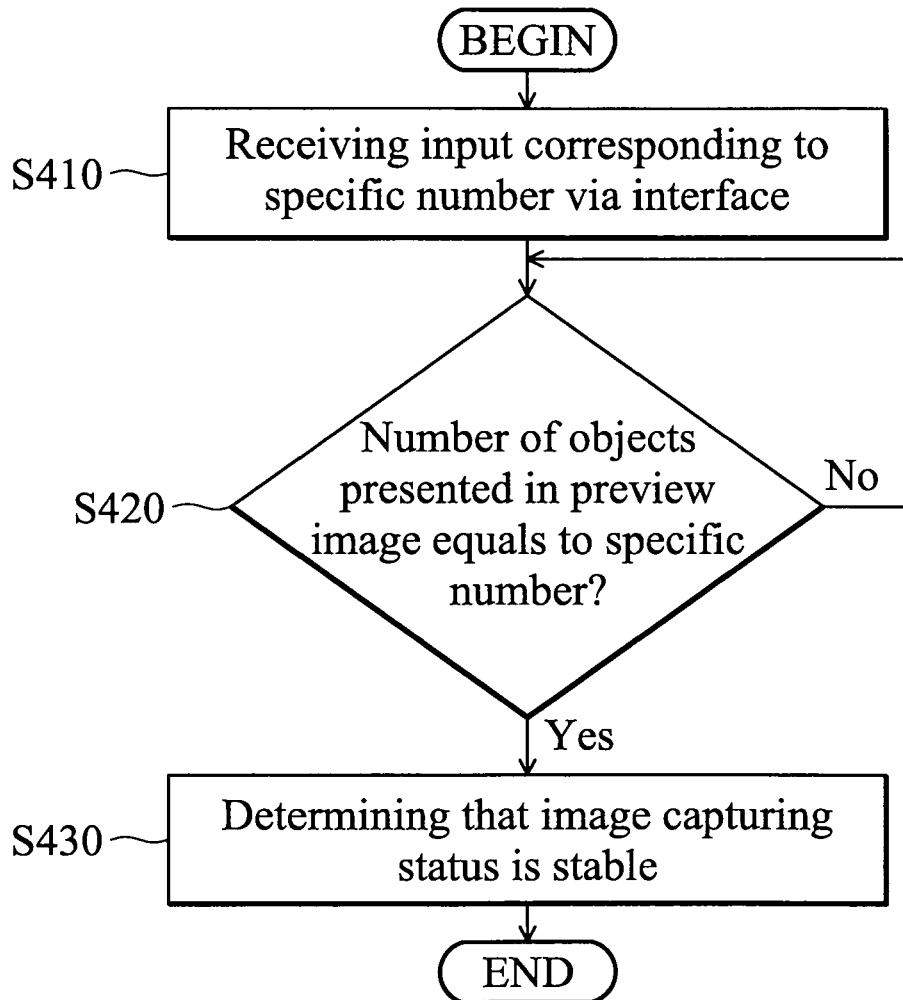 BEGIN
S410
Receiving input corresponding to
specific number via interface
S420
Number of objects
presented in preview
image equals to specific
number?
No
Yes
S430
Determining that image capturing
status is stable
END